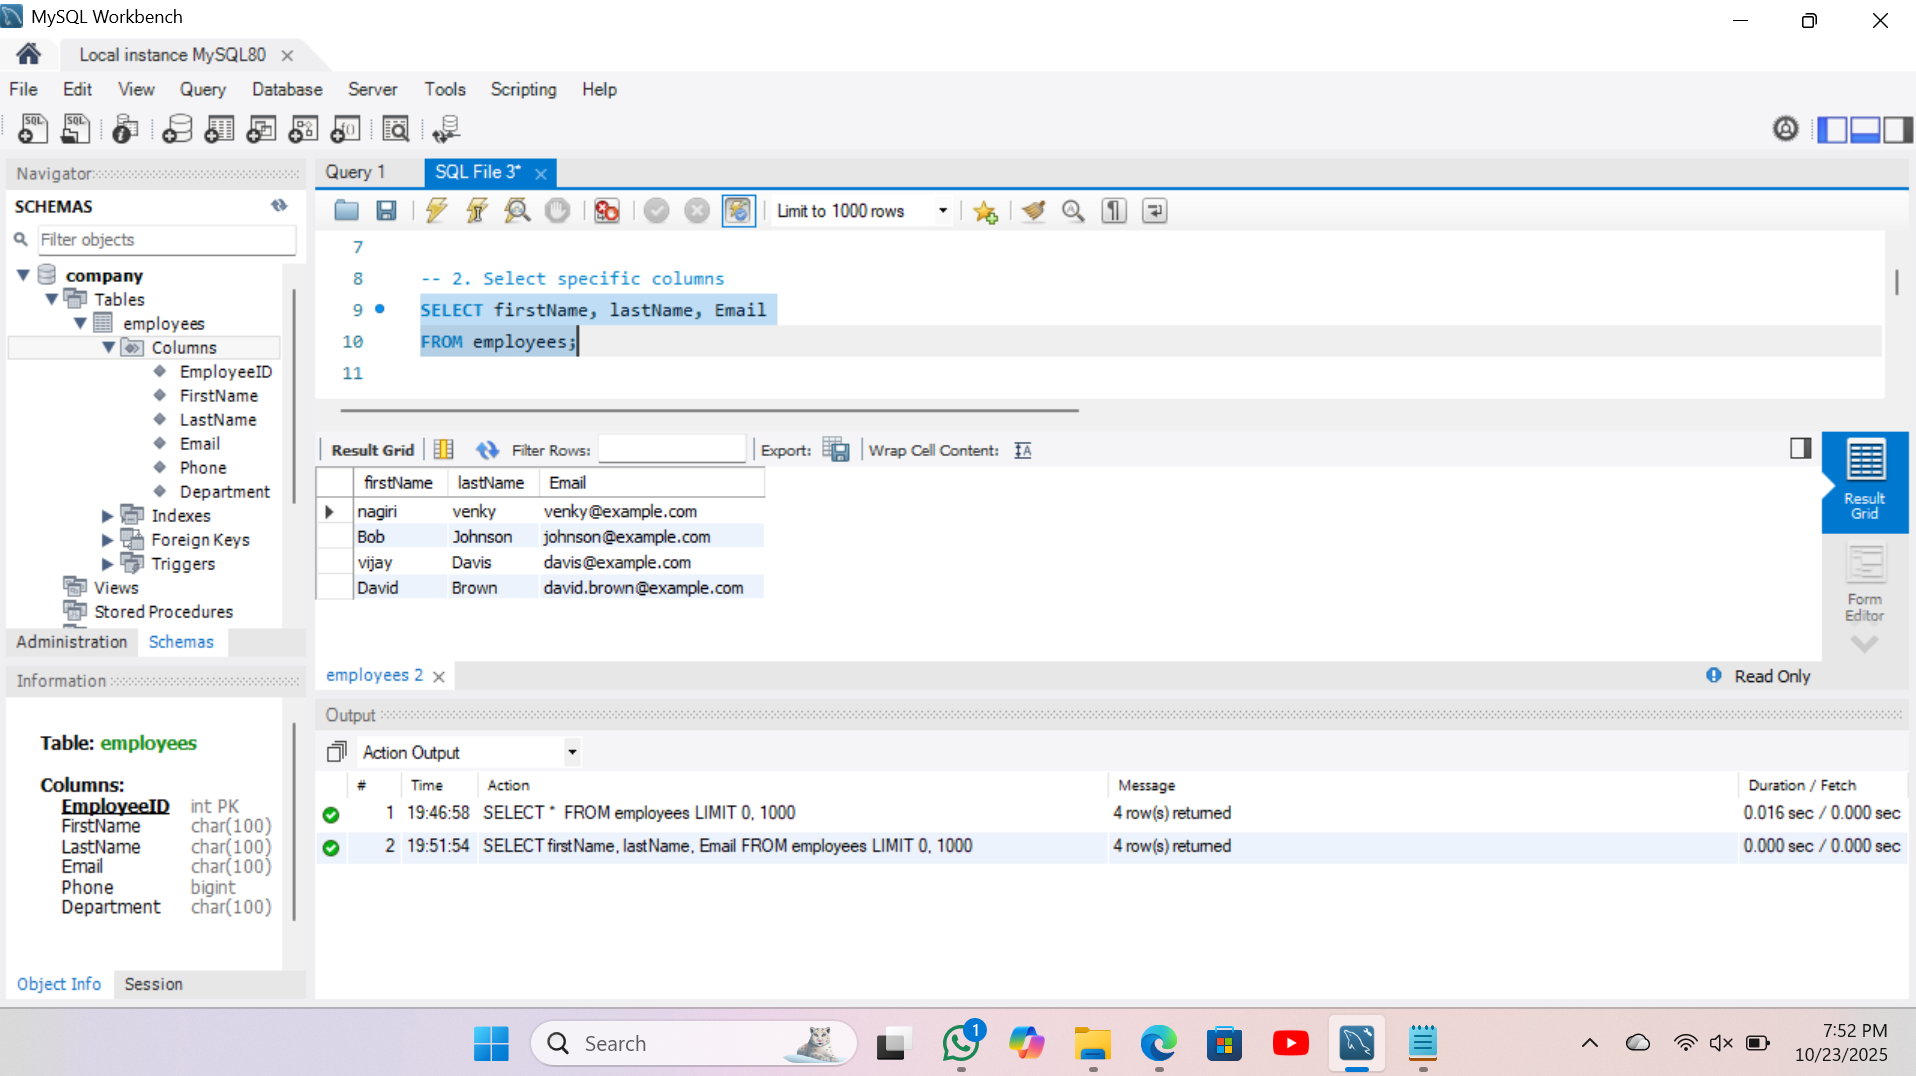 MySQL Workbench
Local instance MySQL80
File Edit View Query Database Server Tools Scripting Help
Navigator
SCHEMAS
Filter objects
company
Tables
employees
Columns
EmployeeID
FirstName
LastName
Email
Phone
Department
Indexes
Foreign Keys
Triggers
Views
Stored Procedures
Administration Schemas
Information
Table: employees
Columns:
EmployeeID int PK
FirstName char(100)
LastName char(100)
Email char(100)
Phone bigint
Department char(100)
Object Info Session
Query 1 SQL File 3*
Limit to 1000 rows
7
8 -- 2. Select specific columns
9 SELECT firstName, lastName, Email
10 FROM employees;
11
Result Grid Filter Rows: Export: Wrap Cell Content:
firstName lastName Email
nagiri venky venky@example.com
Bob Johnson johnson@example.com
vijay Davis davis@example.com
David Brown david.brown@example.com
Result
Grid
Form
Editor
employees 2 Read Only
Output
Action Output
# Time Action Message Duration / Fetch
1 19:46:58 SELECT * FROM employees LIMIT 0, 1000 4 row(s) returned 0.016 sec / 0.000 sec
2 19:51:54 SELECT firstName, lastName, Email FROM employees LIMIT 0, 1000 4 row(s) returned 0.000 sec / 0.000 sec
Search
1
7:52 PM
10/23/2025